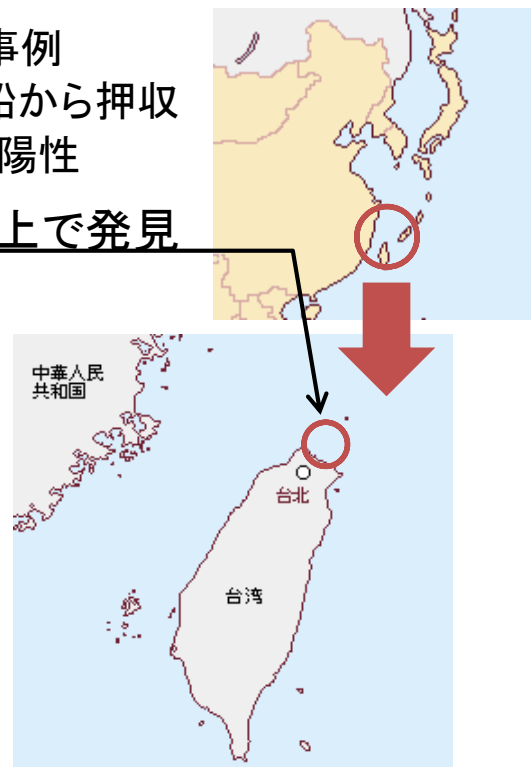 事例
船から押収
陽性
上で発見
中華人民
共和国
台北
台湾